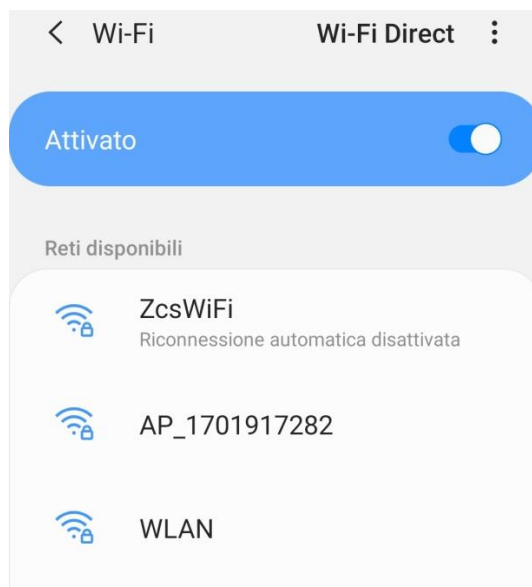 Wi-Fi Wi-Fi Direct
Attivato
Reti disponibili
ZcsWiFi
Riconnessione automatica disattivata
AP_1701917282
WLAN